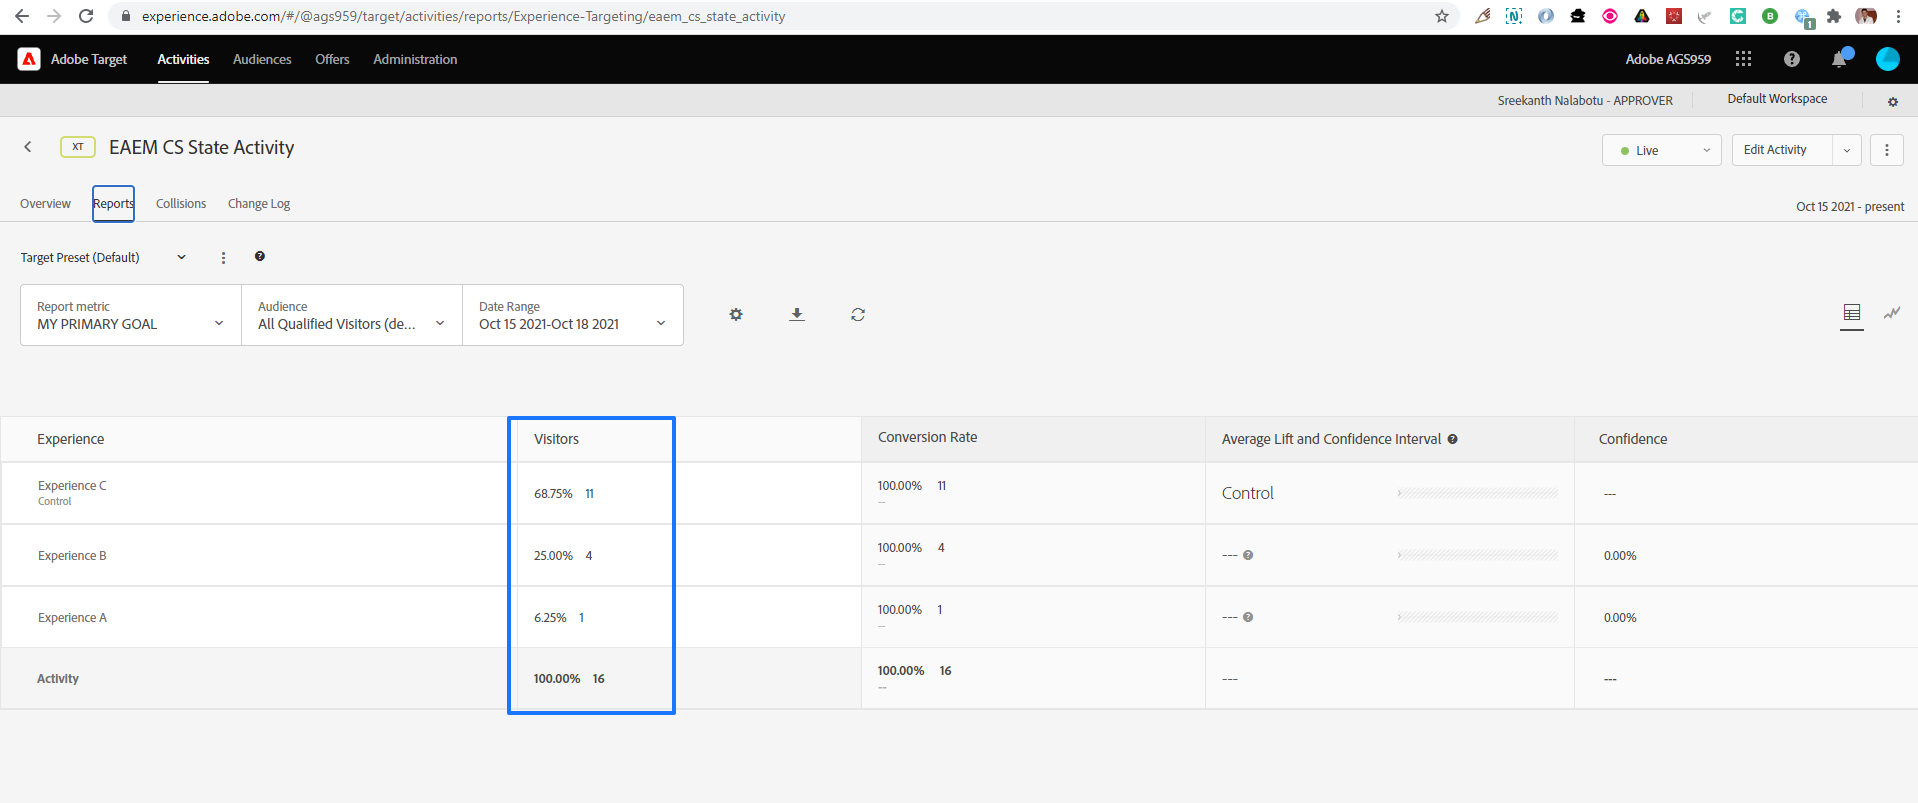 experience.adobe.com/#/@ags959/target/activities/reports/Experience-Targeting/eaem_cs_state_activity
N
B
1
Adobe Target Activities Audiences Offers Administration Adobe AGS959
Sreekanth Nalabotu - APPROVER Default Workspace
XT EAEM CS State Activity Live Edit Activity
Overview Reports Collisions Change Log Oct 15 2021 - present
Target Preset (Default)
Report metric Audience Date Range
MY PRIMARY GOAL All Qualified Visitors (de... Oct 15 2021-Oct 18 2021
Experience Visitors Conversion Rate Average Lift and Confidence Interval Confidence
Experience C 68.75% 11 100.00% 11 Control ---
Control --
Experience B 25.00% 4 100.00% 4 --- 0.00%
--
Experience A 6.25% 1 100.00% 1 --- 0.00%
--
Activity 100.00% 16 100.00% 16 --- ---
--